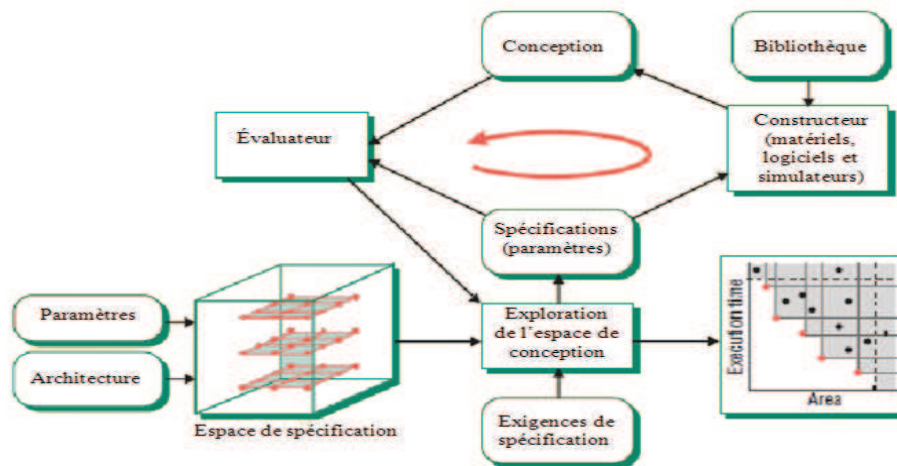 Conception
Bibliothèque
Évaluateur
Constructeur
(matériels,
logiciels et
simulateurs)
Spécifications
(paramètres)
Paramètres
Architecture
Espace de spécification
Exploration
de l'espace de
conception
Exigences de
spécification
Execution time
Area